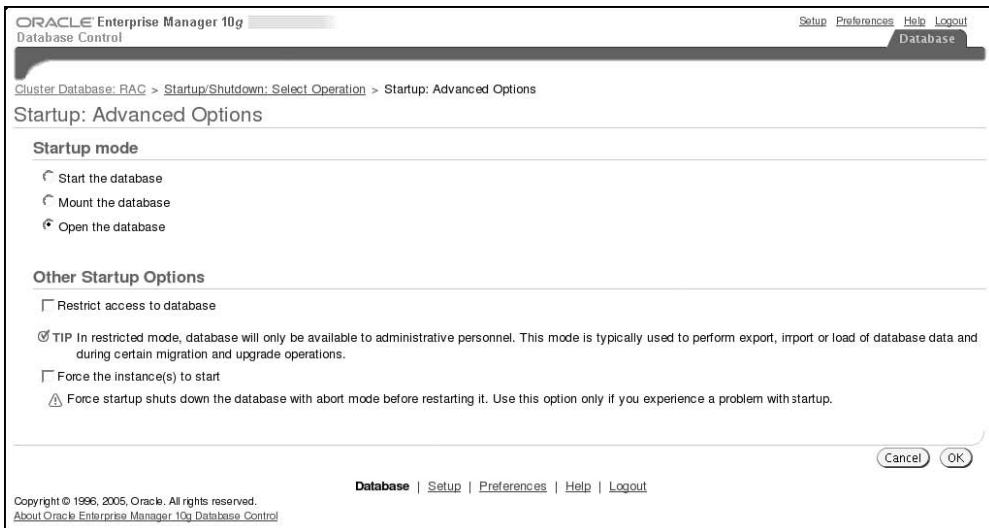 ORACLE Enterprise Manager 10g
Database Control
Setup Preferences Help Logout
Database
Cluster Database: RAC > Startup/Shutdown: Select Operation > Startup: Advanced Options
Startup: Advanced Options
Startup mode
Start the database
Mount the database
Open the database
Other Startup Options
Restrict access to database
TIP In restricted mode, database will only be available to administrative personnel. This mode is typically used to perform export, import or load of database data and
during certain migration and upgrade operations.
Force the instance(s) to start
Force startup shuts down the database with abort mode before restarting it. Use this option only if you experience a problem with startup.
Cancel OK
Database | Setup | Preferences | Help | Logout
Copyright © 1996, 2005, Oracle. All rights reserved.
About Oracle Enterprise Manager 10g Database Control